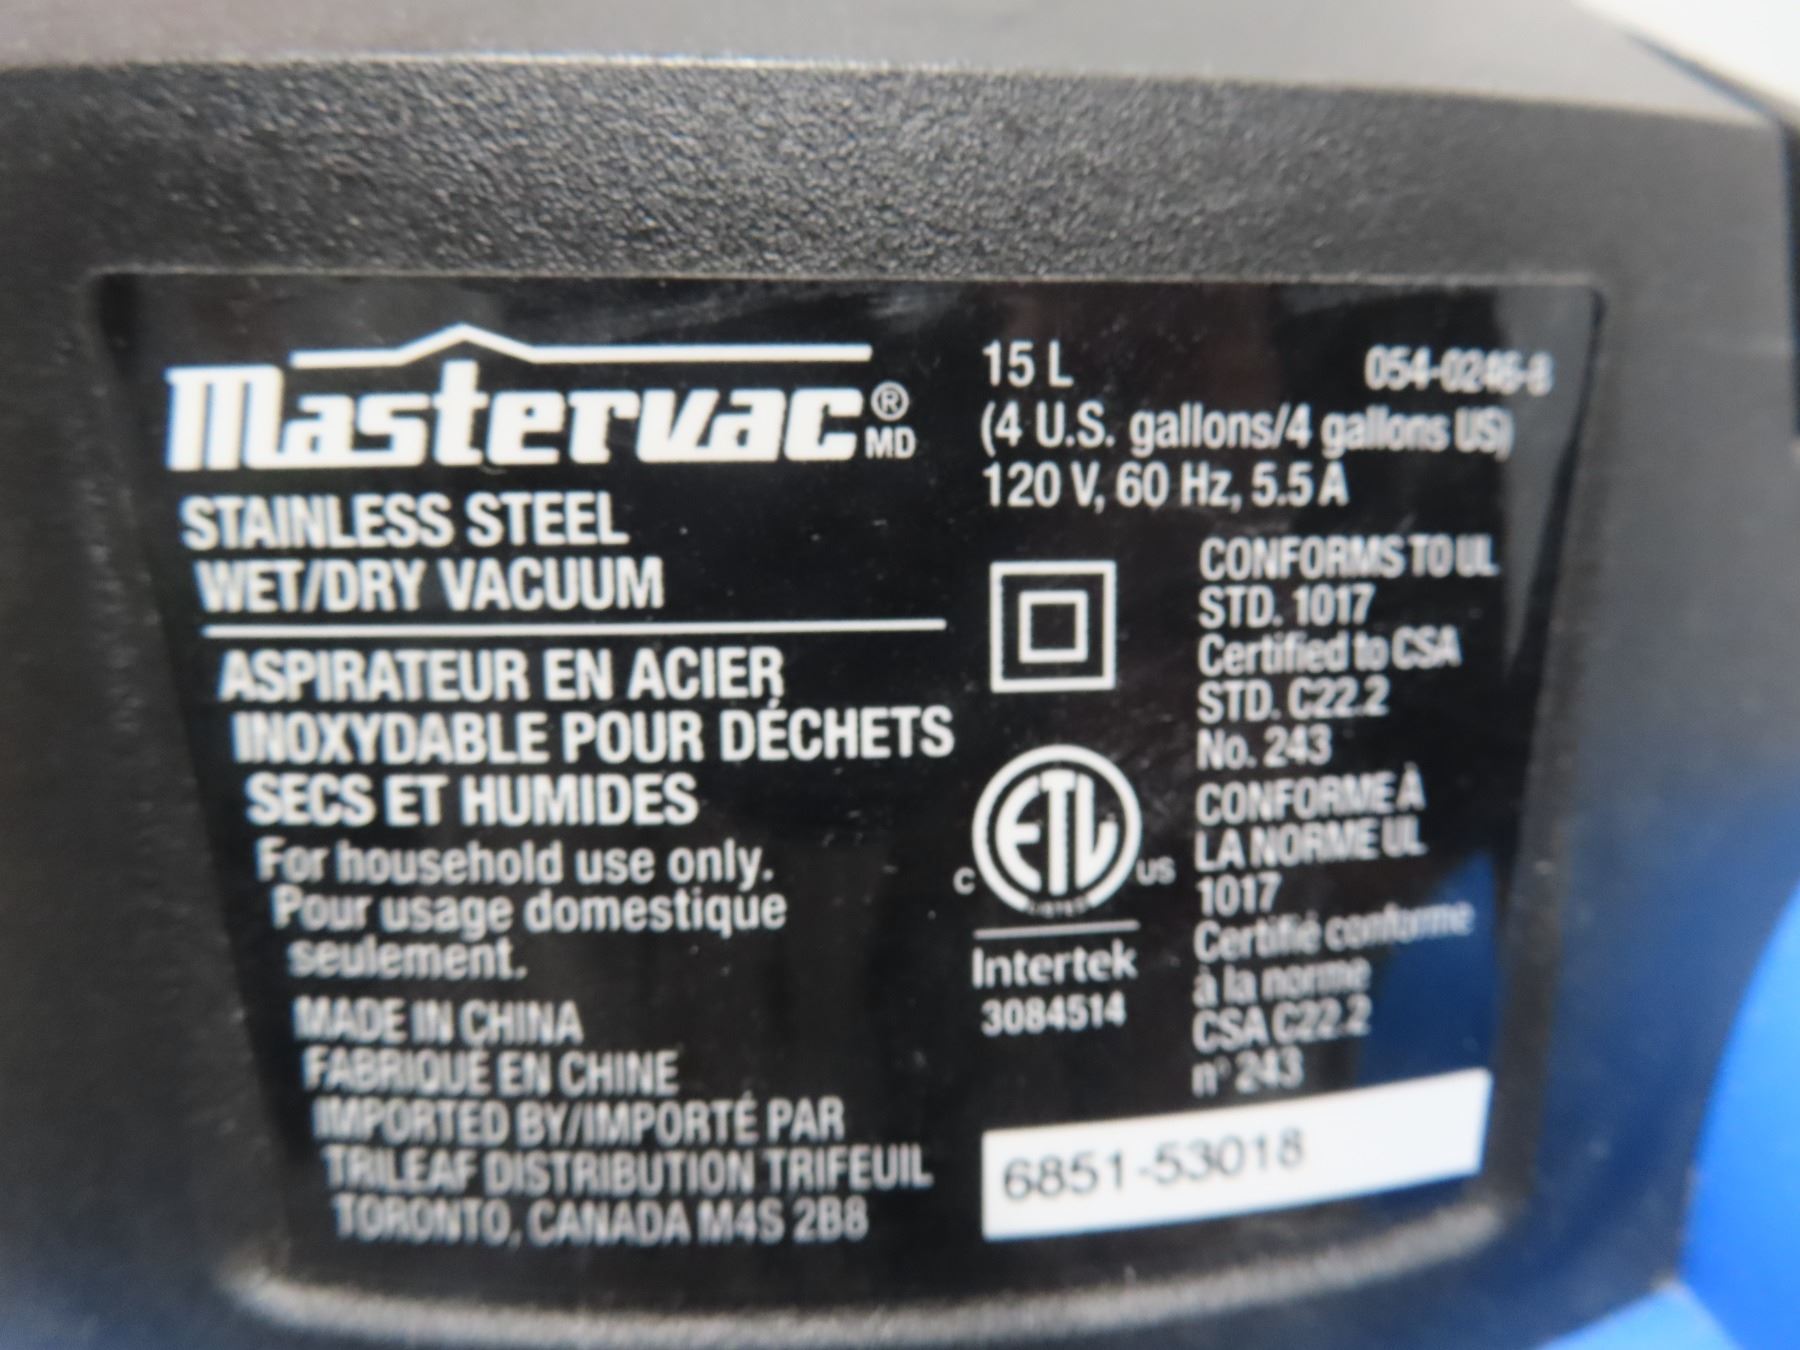 Mastervac® MD
STAINLESS STEEL
WET/DRY VACUUM
ASPIRATEUR EN ACIER
INOXYDABLE POUR DÉCHETS
SECS ET HUMIDES
For household use only.
Pour usage domestique
seulement.
MADE IN CHINA
FABRIQUÉ EN CHINE
IMPORTED BY/IMPORTÉ PAR
TRILEAF DISTRIBUTION TRIFEUIL
TORONTO, CANADA M4S 2B8
15 L
054-0246-8
(4 U.S. gallons/4 gallons US)
120 V, 60 Hz, 5.5 A
CONFORMS TO UL
STD. 1017
Certified to CSA
STD. C22.2
No. 243
CONFORME À
LA NORME UL
1017
Certifié conforme
à la norme
CSA C22.2
n° 243
ETL
LISTED
C US
Intertek
3084514
6851-53018